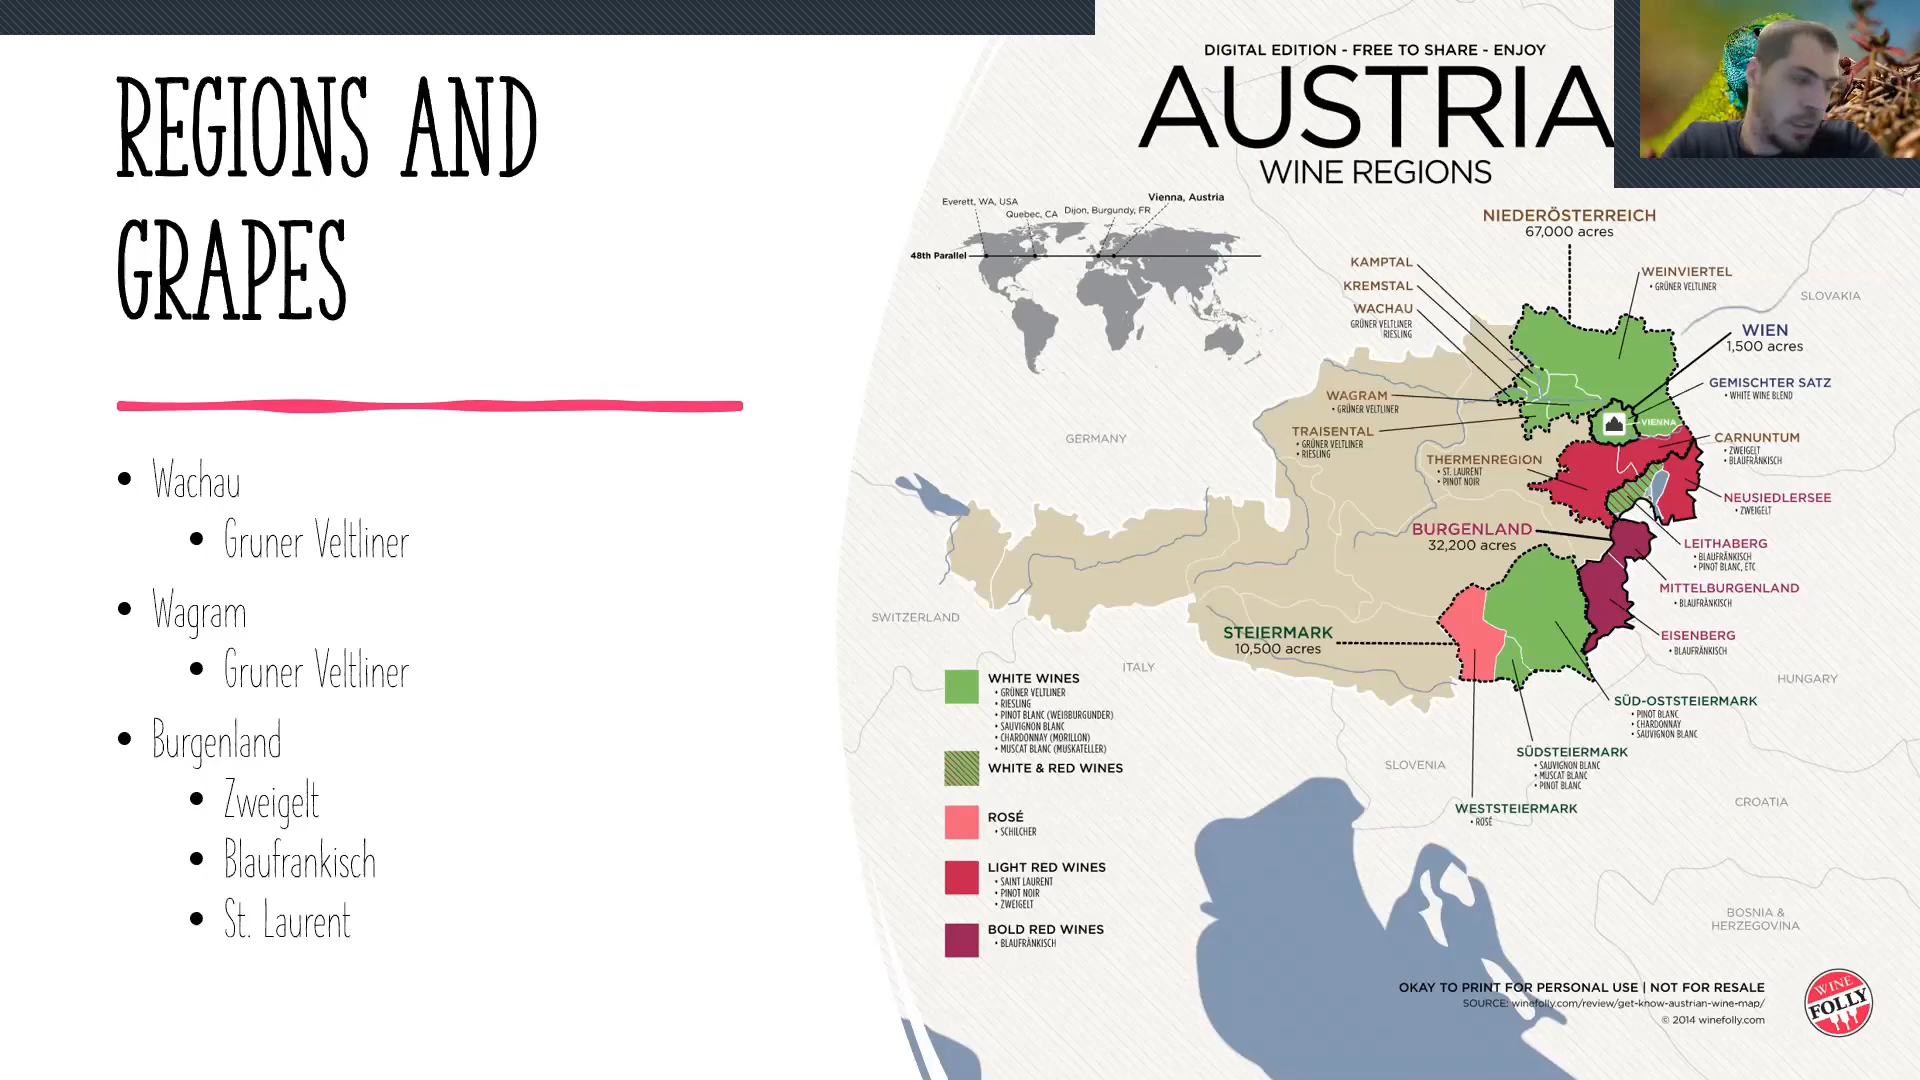 REGIONS AND
GRAPES
• Wachau
• Gruner Veltliner
• Wagram
• Gruner Veltliner
• Burgenland
• Zweigelt
• Blaufrankisch
• St. Laurent
DIGITAL EDITION - FREE TO SHARE - ENJOY
AUSTRIA
WINE REGIONS
Everett, WA, USA
Quebec, CA
Dijon, Burgundy, FR
Vienna, Austria
48th Parallel
NIEDERÖSTERREICH
67,000 acres
KAMPTAL
KREMSTAL
WACHAU
GRÜNER VELTLINER
RIESLING
WEINVIERTEL
• GRÜNER VELTLINER
SLOVAKIA
WIEN
1,500 acres
GEMISCHTER SATZ
• WHITE WINE BLEND
WAGRAM
• GRÜNER VELTLINER
VIENNA
TRAISENTAL
• GRÜNER VELTLINER
• RIESLING
CARNUNTUM
• ZWEIGELT
• BLAUFRÄNKISCH
GERMANY
THERMENREGION
• ST. LAURENT
• PINOT NOIR
NEUSIEDLERSEE
• ZWEIGELT
BURGENLAND
32,200 acres
LEITHABERG
• BLAUFRÄNKISCH
• PINOT BLANC, ETC
MITTELBURGENLAND
• BLAUFRÄNKISCH
SWITZERLAND
STEIERMARK
10,500 acres
EISENBERG
• BLAUFRÄNKISCH
ITALY
HUNGARY
SÜD-OSTSTEIERMARK
• PINOT BLANC
• CHARDONNAY
• SAUVIGNON BLANC
SÜDSTEIERMARK
• SAUVIGNON BLANC
• MUSCAT BLANC
• PINOT BLANC
SLOVENIA
WESTSTEIERMARK
• ROSÉ
CROATIA
BOSNIA &
HERZEGOVINA
WHITE WINES
• GRÜNER VELTLINER
• RIESLING
• PINOT BLANC (WEIßBURGUNDER)
• SAUVIGNON BLANC
• CHARDONNAY (MORILLON)
• MUSCAT BLANC (MUSKATELLER)
WHITE & RED WINES
ROSÉ
• SCHILCHER
LIGHT RED WINES
• SAINT LAURENT
• PINOT NOIR
• ZWEIGELT
BOLD RED WINES
• BLAUFRÄNKISCH
OKAY TO PRINT FOR PERSONAL USE | NOT FOR RESALE
SOURCE: winefolly.com/review/get-know-austrian-wine-map/
© 2014 winefolly.com
WINE
FOLLY